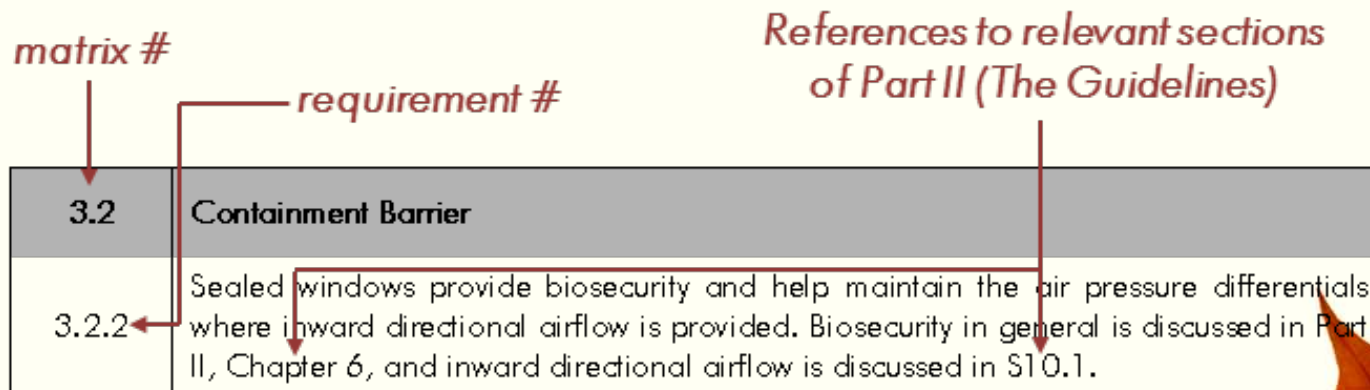 matrix #
requirement #
References to relevant sections
of Part II (The Guidelines)
3.2 Containment Barrier
Sealed windows provide biosecurity and help maintain the air pressure differentials
3.2.2 where inward directional airflow is provided. Biosecurity in general is discussed in Part
II, Chapter 6, and inward directional airflow is discussed in S10.1.